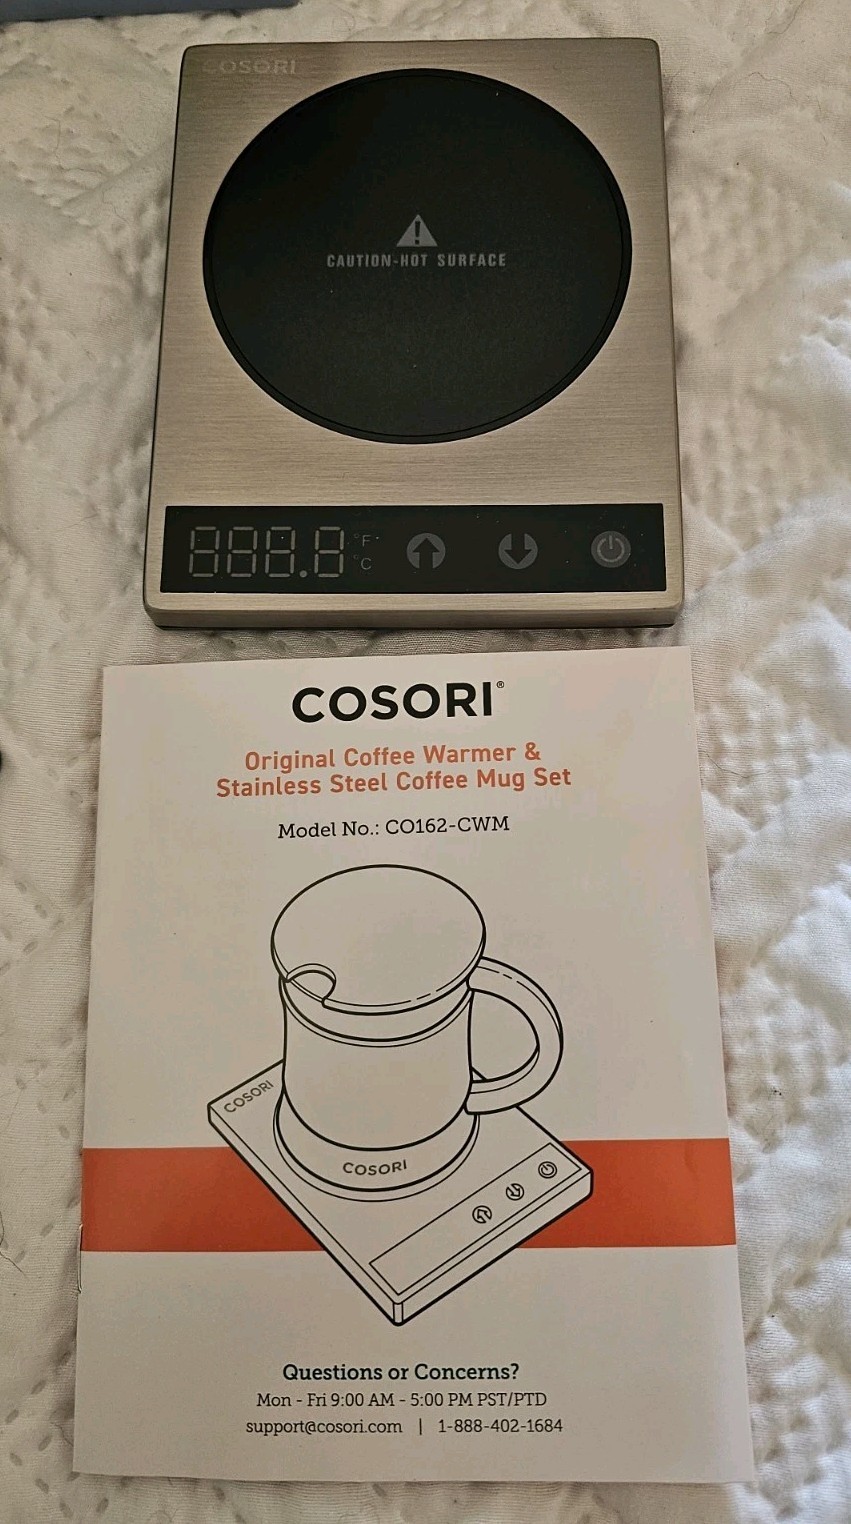 COSORI
CAUTION-HOT SURFACE
888.8 °F
°C
COSORI®
Original Coffee Warmer &
Stainless Steel Coffee Mug Set
Model No.: CO162-CWM
COSORI
COSORI
Questions or Concerns?
Mon - Fri 9:00 AM - 5:00 PM PST/PTD
support@cosori.com | 1-888-402-1684